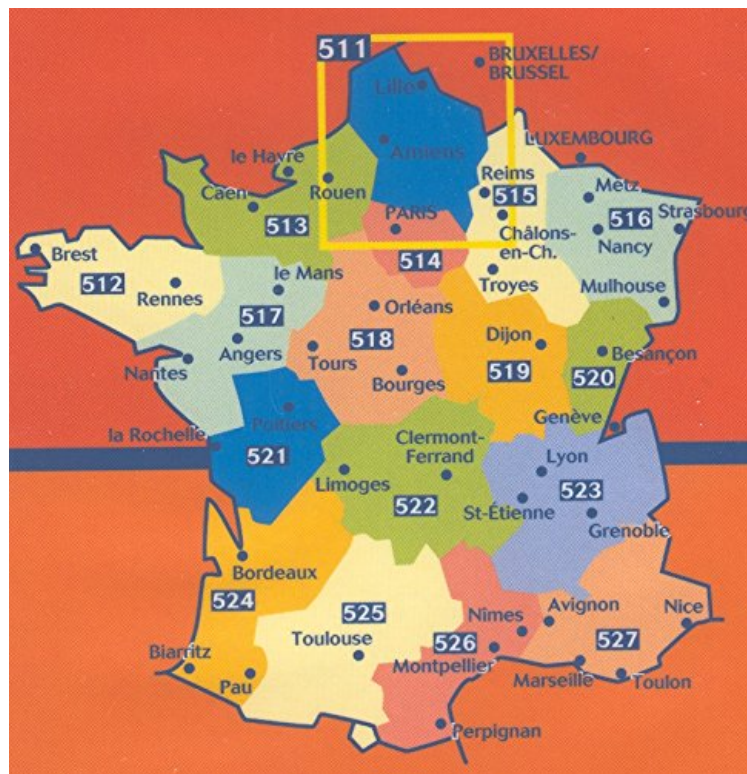 511
BRUXELLES/
BRUSSEL
Lille
LUXEMBOURG
Amiens
le Havre
Reims
Metz
Rouen
515
Caen
516
Strasbourg
513
PARIS
Châlons-
en-Ch.
Nancy
Brest
514
512
le Mans
Troyes
Rennes
Mulhouse
517
Orléans
518
Dijon
Angers
Tours
519
Besançon
Nantes
520
Bourges
Poitiers
Genève
la Rochelle
Clermont-
Ferrand
521
Lyon
Limoges
523
522
St-Étienne
Grenoble
Bordeaux
524
525
Nîmes
Avignon
Nice
Toulouse
526
527
Biarritz
Montpellier
Pau
Marseille
Toulon
Perpignan